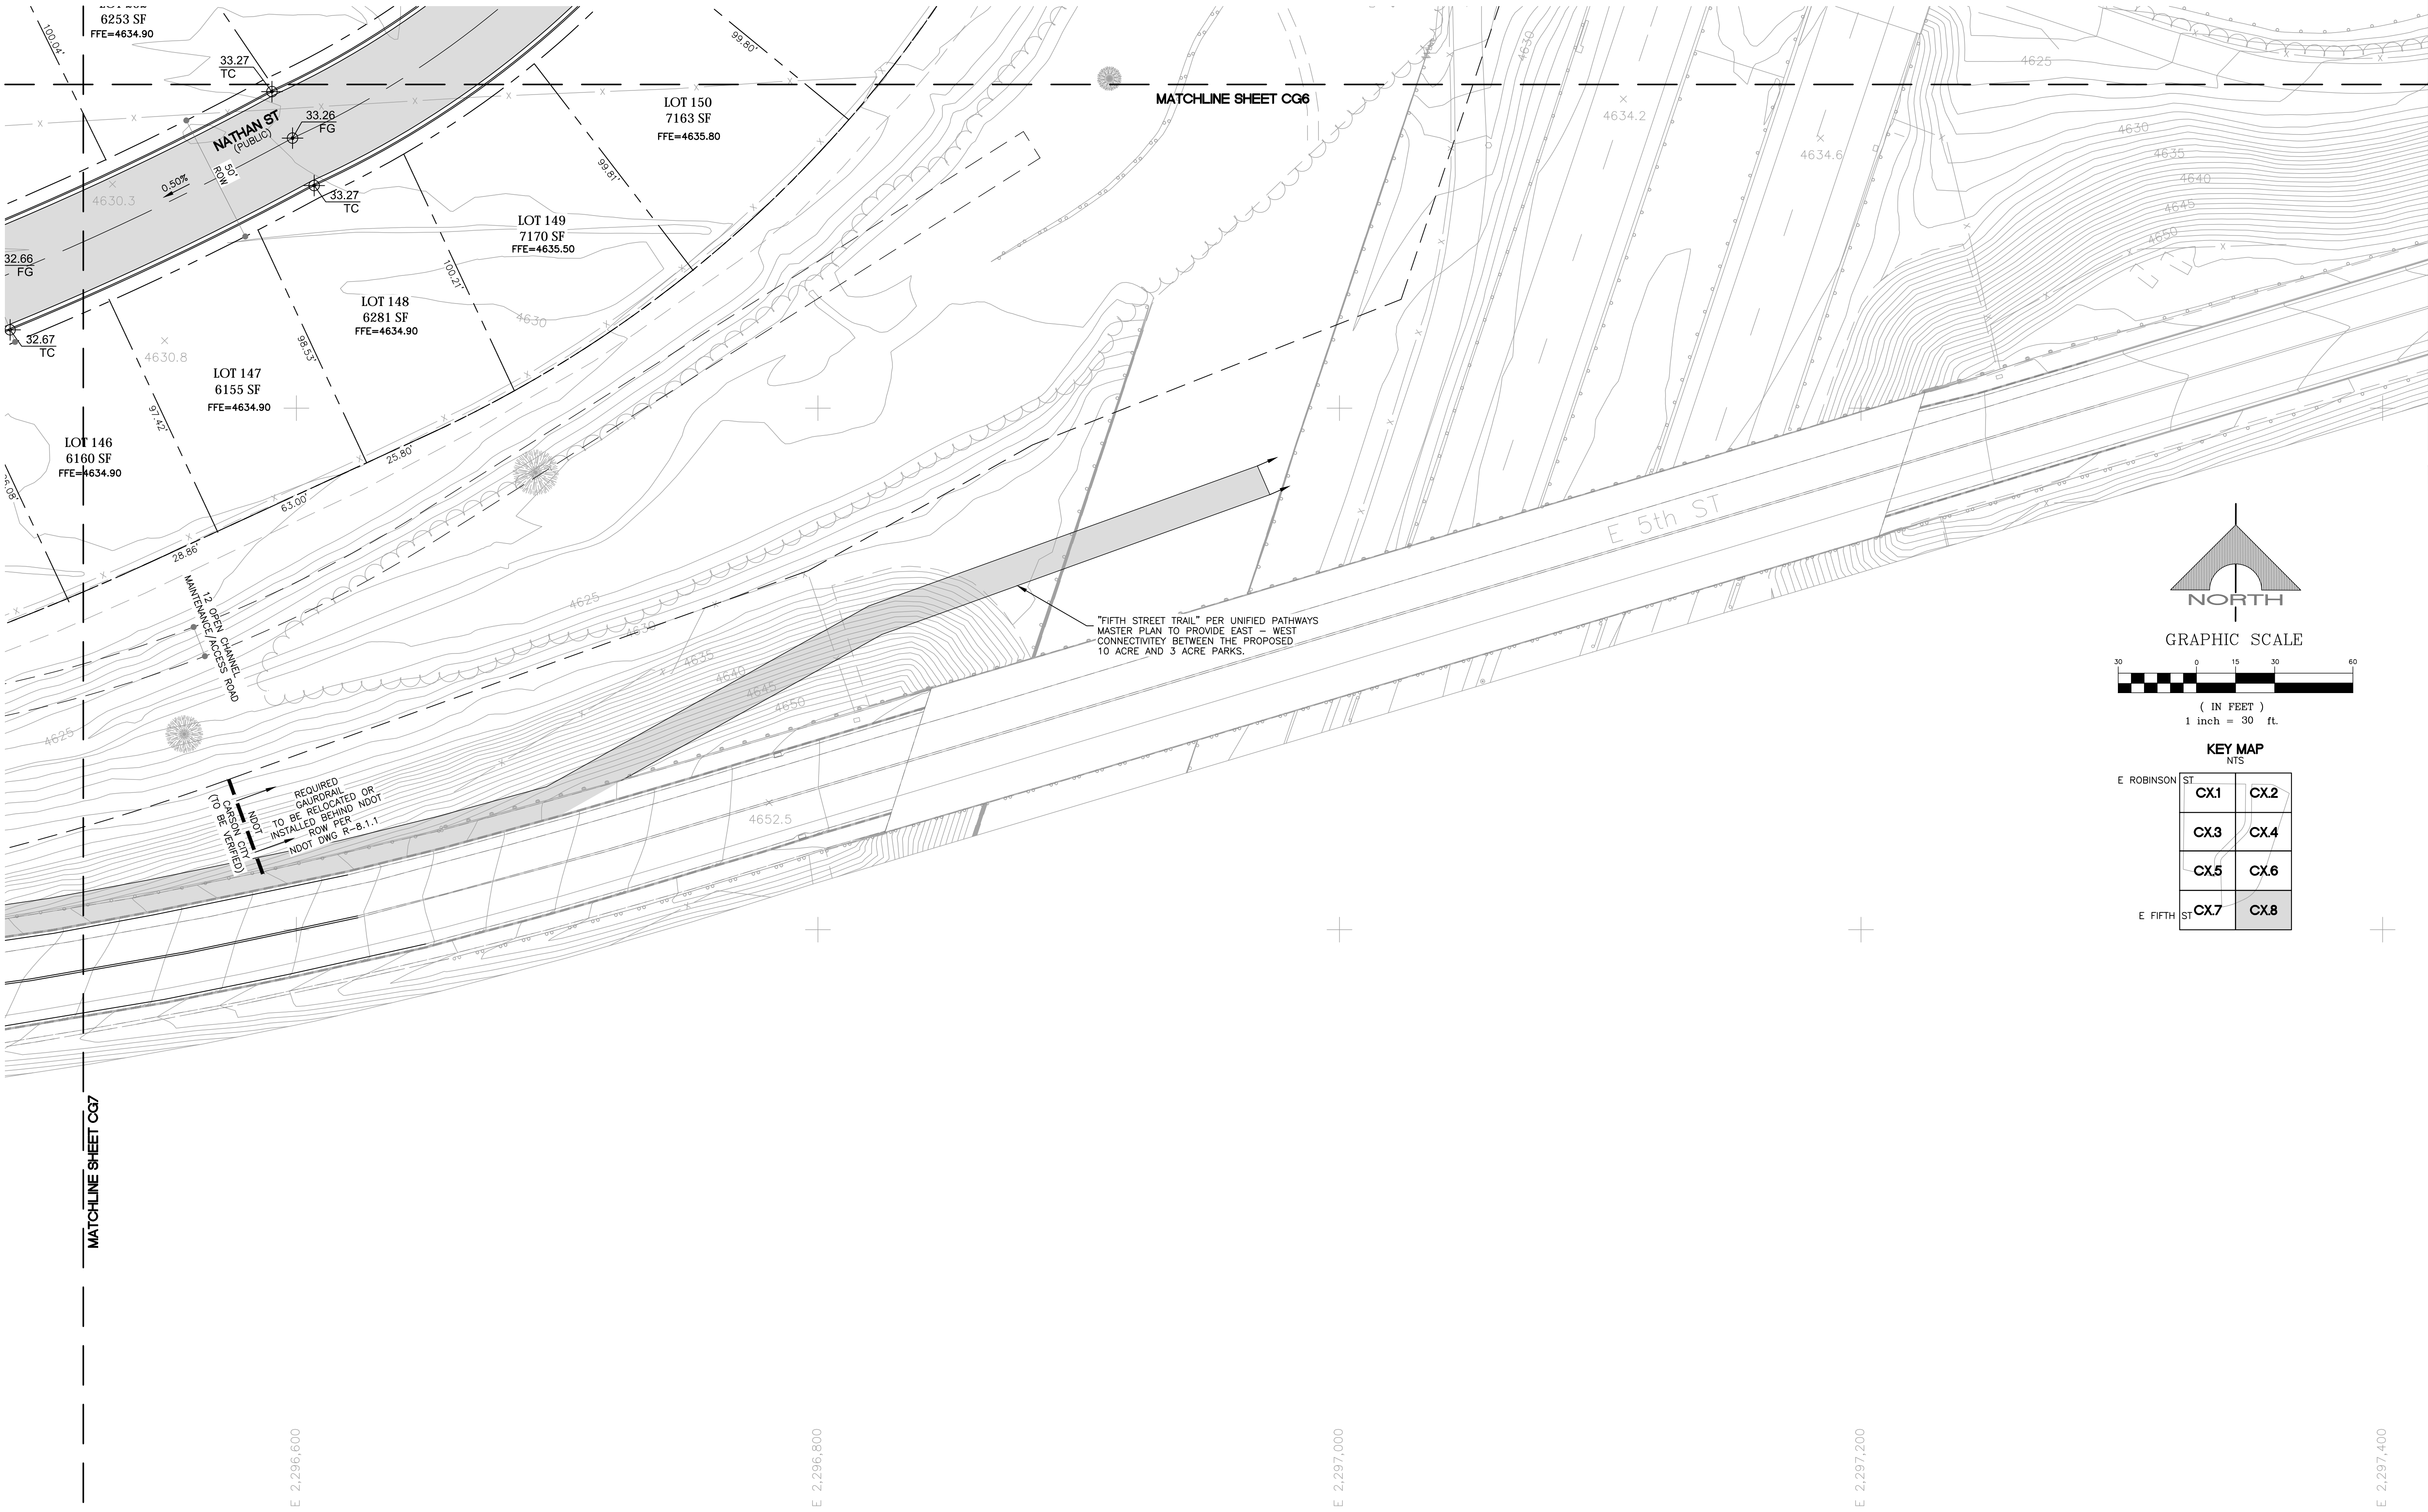 6253 SF
FFE=4634.90
100.04'
33.27
TC
NATHAN ST
(PUBLIC)
33.26
FG
50'
ROW
0.50%
33.27
TC
4630.3
32.66
FG
32.67
TC
99.80'
LOT 150
7163 SF
FFE=4635.80
99.81'
LOT 149
7170 SF
FFE=4635.50
100.21'
LOT 148
6281 SF
FFE=4634.90
98.53'
4630
4630.8
LOT 147
6155 SF
FFE=4634.90
97.42'
LOT 146
6160 SF
FFE=4634.90
25.80'
63.00'
28.86'
12' OPEN CHANNEL
MAINTENANCE/ACCESS ROAD
4625
4625
4630
4635
4640
4645
4650
MATCHLINE SHEET CG6
4630
4634.2
4634.6
4625
4630
4635
4640
4645
4650
E 5th ST
"FIFTH STREET TRAIL" PER UNIFIED PATHWAYS
MASTER PLAN TO PROVIDE EAST – WEST
CONNECTIVITEY BETWEEN THE PROPOSED
10 ACRE AND 3 ACRE PARKS.
CARSON CITY
(TO BE VERIFIED)
NDOT
REQUIRED
GAURDRAIL
TO BE RELOCATED OR
INSTALLED BEHIND NDOT
ROW PER
NDOT DWG R-8.1.1
4652.5
MATCHLINE SHEET CG7
NORTH
GRAPHIC SCALE
30 0 15 30 60
( IN FEET )
1 inch = 30 ft.
KEY MAP
NTS
E ROBINSON ST
CX.1 CX.2
CX.3 CX.4
CX.5 CX.6
E FIFTH ST
CX.7 CX.8
E 2,296,600
E 2,296,800
E 2,297,000
E 2,297,200
E 2,297,400